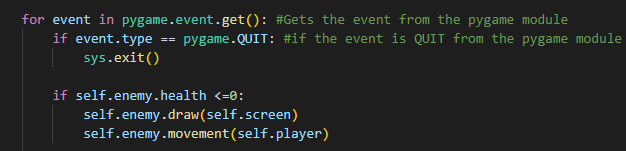 for event in pygame.event.get(): #Gets the event from the pygame module
if event.type == pygame.QUIT: #if the event is QUIT from the pygame module
sys.exit()
if self.enemy.health <=0:
self.enemy.draw(self.screen)
self.enemy.movement(self.player)